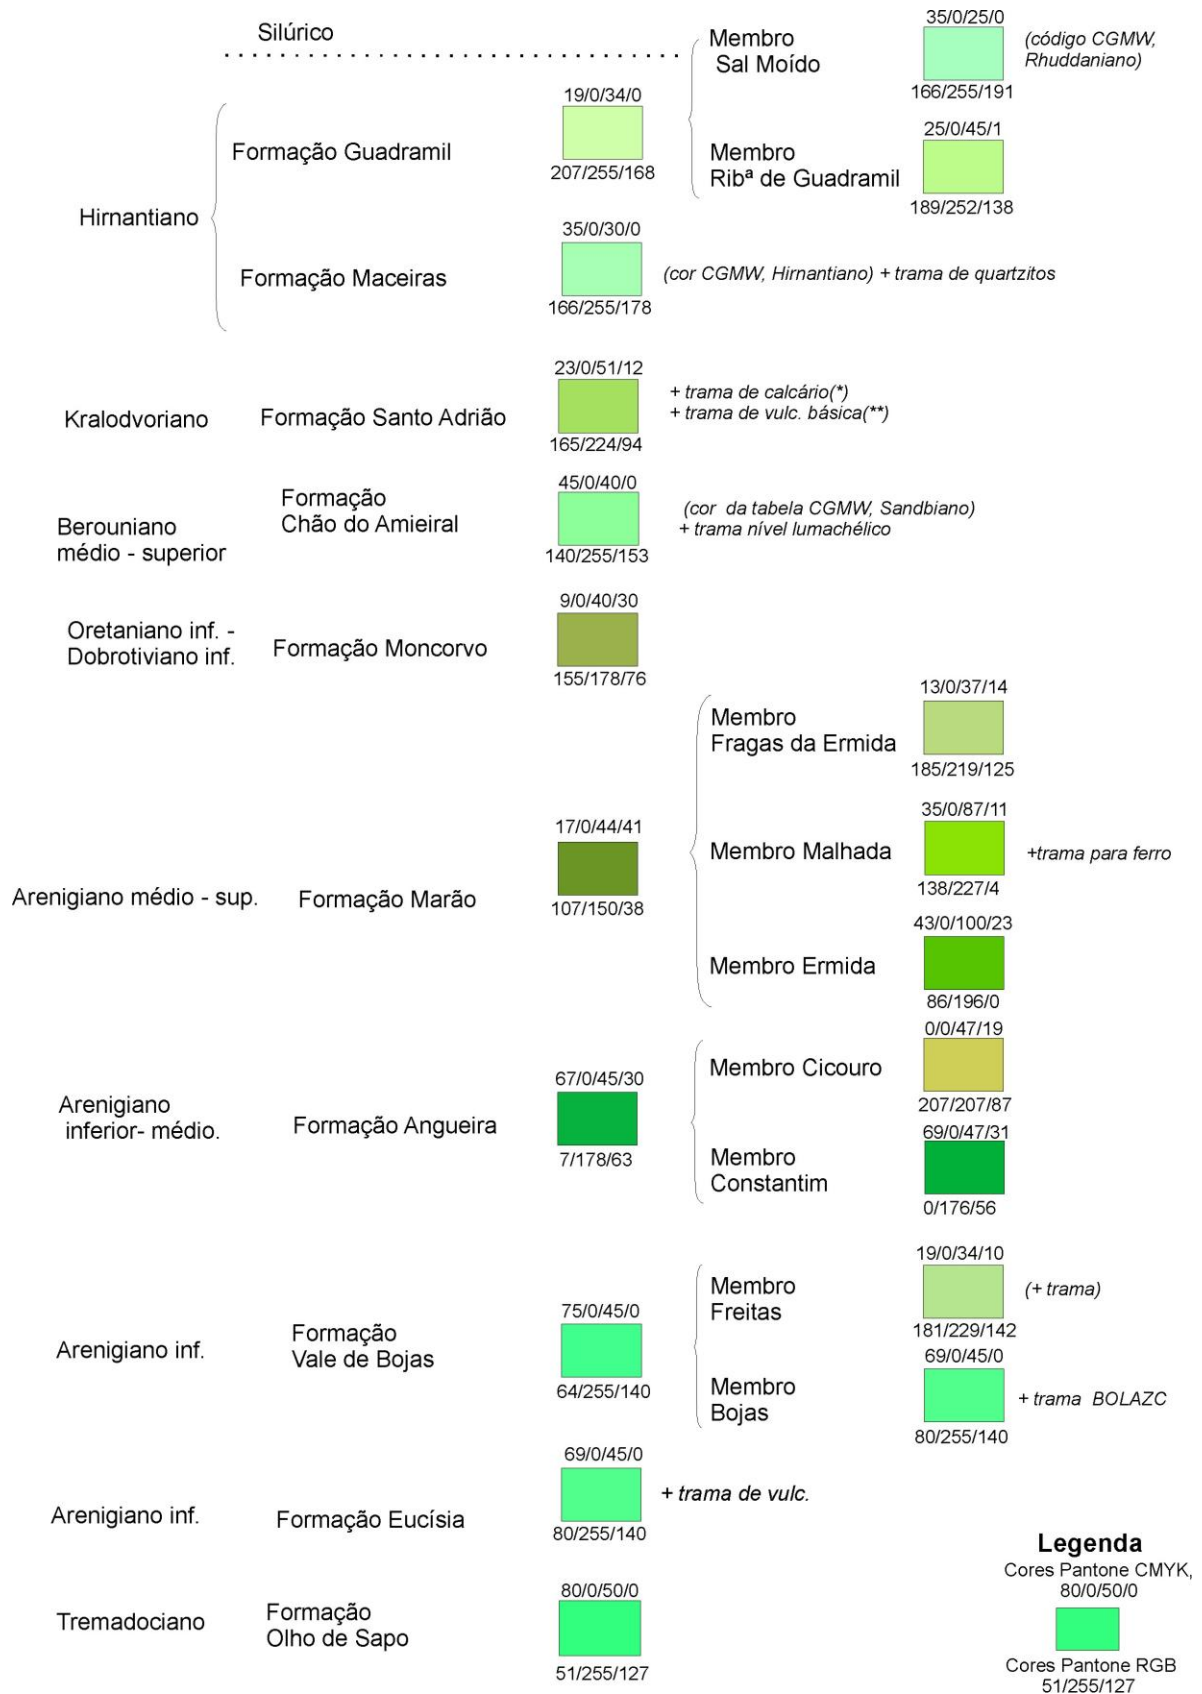 Silúrico
Membro
Sal Moído
35/0/25/0
166/255/191
(código CGMW,
Rhuddaniano)
Hirnantiano
Formação Guadramil
19/0/34/0
207/255/168
Membro
Ribª de Guadramil
25/0/45/1
189/252/138
Formação Maceiras
35/0/30/0
166/255/178
(cor CGMW, Hirnantiano) + trama de quartzitos
Kralodvoriano
Formação Santo Adrião
23/0/51/12
165/224/94
+ trama de calcário(*)
+ trama de vulc. básica(**)
Berouniano
médio - superior
Formação
Chão do Amieiral
45/0/40/0
140/255/153
(cor da tabela CGMW, Sandbiano)
+ trama nível lumachélico
Oretaniano inf. -
Dobrotiviano inf.
Formação Moncorvo
9/0/40/30
155/178/76
Arenigiano médio - sup.
Formação Marão
17/0/44/41
107/150/38
Membro
Fragas da Ermida
13/0/37/14
185/219/125
Membro Malhada
35/0/87/11
138/227/4
+trama para ferro
Membro Ermida
43/0/100/23
86/196/0
Arenigiano
inferior- médio.
Formação Angueira
67/0/45/30
7/178/63
Membro Cicouro
0/0/47/19
207/207/87
Membro
Constantim
69/0/47/31
0/176/56
Arenigiano inf.
Formação
Vale de Bojas
75/0/45/0
64/255/140
Membro
Freitas
19/0/34/10
181/229/142
(+ trama)
Membro
Bojas
69/0/45/0
80/255/140
+ trama BOLAZC
Arenigiano inf.
Formação Eucísia
69/0/45/0
80/255/140
+ trama de vulc.
Tremadociano
Formação
Olho de Sapo
80/0/50/0
51/255/127
Legenda
Cores Pantone CMYK,
80/0/50/0
Cores Pantone RGB
51/255/127